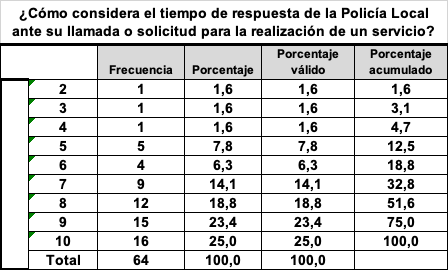 ¿Cómo considera el tiempo de respuesta de la Policía Local
ante su llamada o solicitud para la realización de un servicio?
Frecuencia Porcentaje Porcentaje válido Porcentaje acumulado
2 1 1,6 1,6 1,6
3 1 1,6 1,6 3,1
4 1 1,6 1,6 4,7
5 5 7,8 7,8 12,5
6 4 6,3 6,3 18,8
7 9 14,1 14,1 32,8
8 12 18,8 18,8 51,6
9 15 23,4 23,4 75,0
10 16 25,0 25,0 100,0
Total 64 100,0 100,0